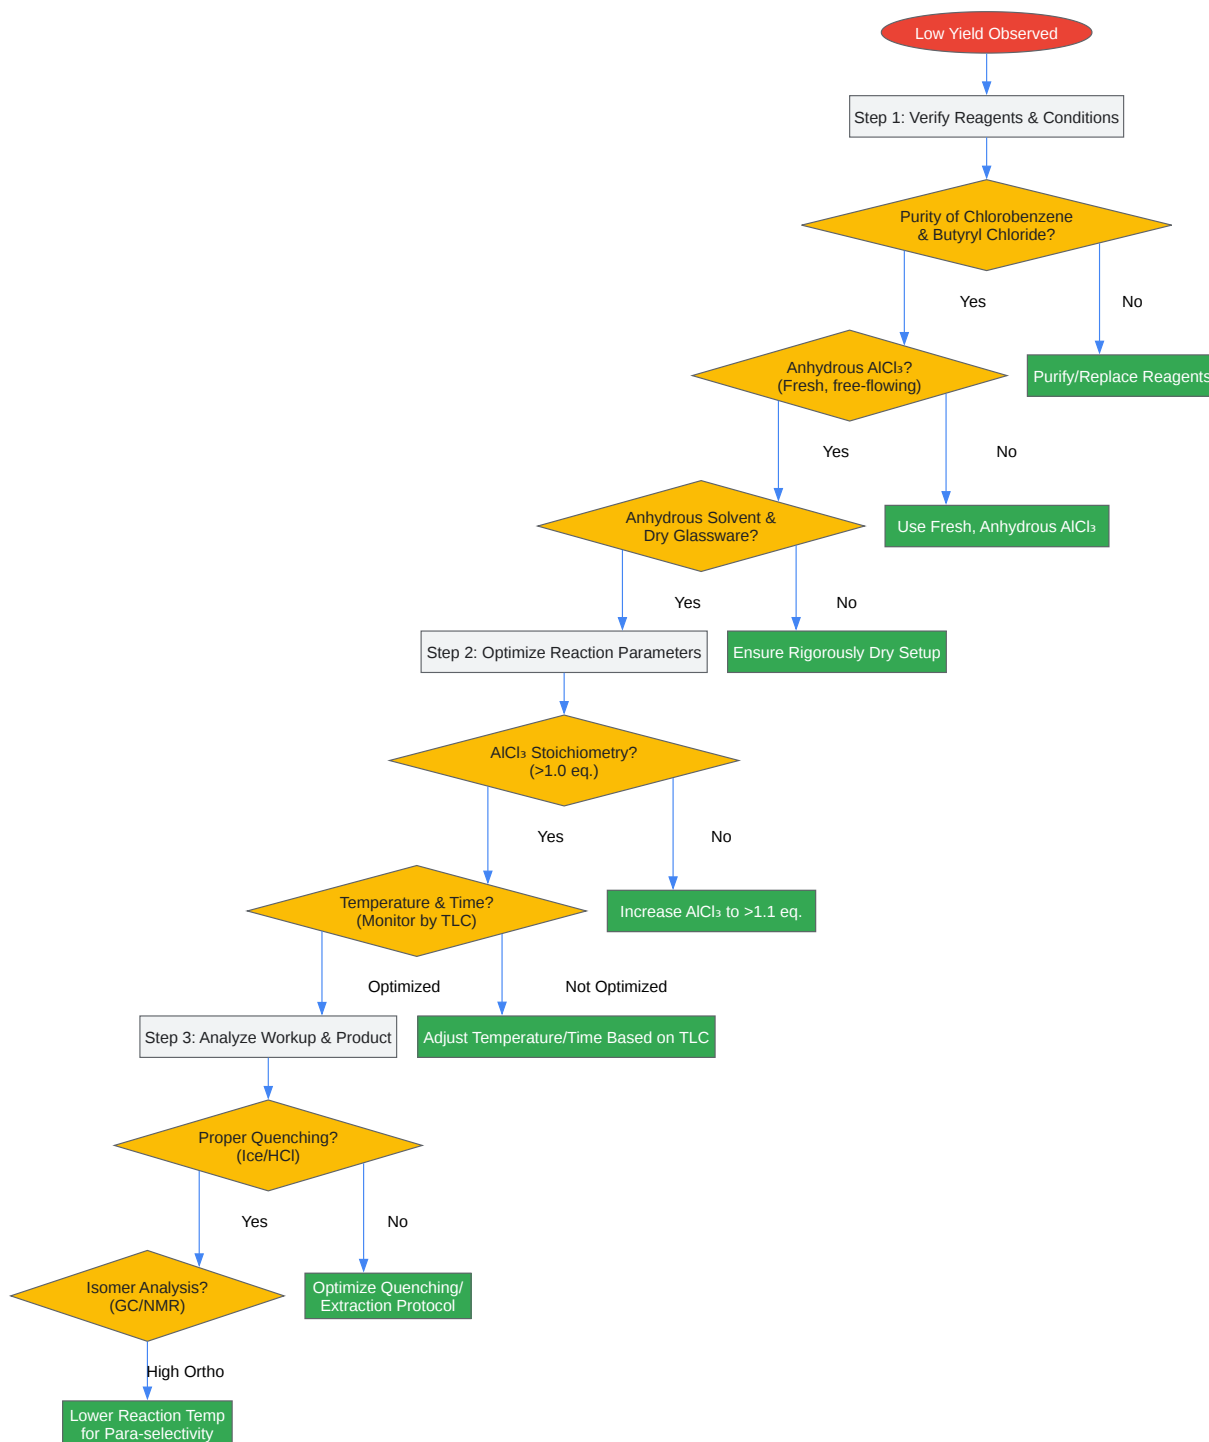 Low Yield Observed
Step 1: Verify Reagents & Conditions
Purity of Chlorobenzene
& Butyryl Chloride?
Yes
No
Anhydrous AlCl₃?
(Fresh, free-flowing)
Purify/Replace Reagents
Yes
No
Anhydrous Solvent &
Dry Glassware?
Use Fresh, Anhydrous AlCl₃
Yes
No
Step 2: Optimize Reaction Parameters
Ensure Rigorously Dry Setup
AlCl₃ Stoichiometry?
(>1.0 eq.)
Yes
No
Temperature & Time?
(Monitor by TLC)
Increase AlCl₃ to >1.1 eq.
Optimized
Not Optimized
Step 3: Analyze Workup & Product
Adjust Temperature/Time Based on TLC
Proper Quenching?
(Ice/HCl)
Yes
No
Isomer Analysis?
(GC/NMR)
Optimize Quenching/
Extraction Protocol
High Ortho
Lower Reaction Temp
for Para-selectivity